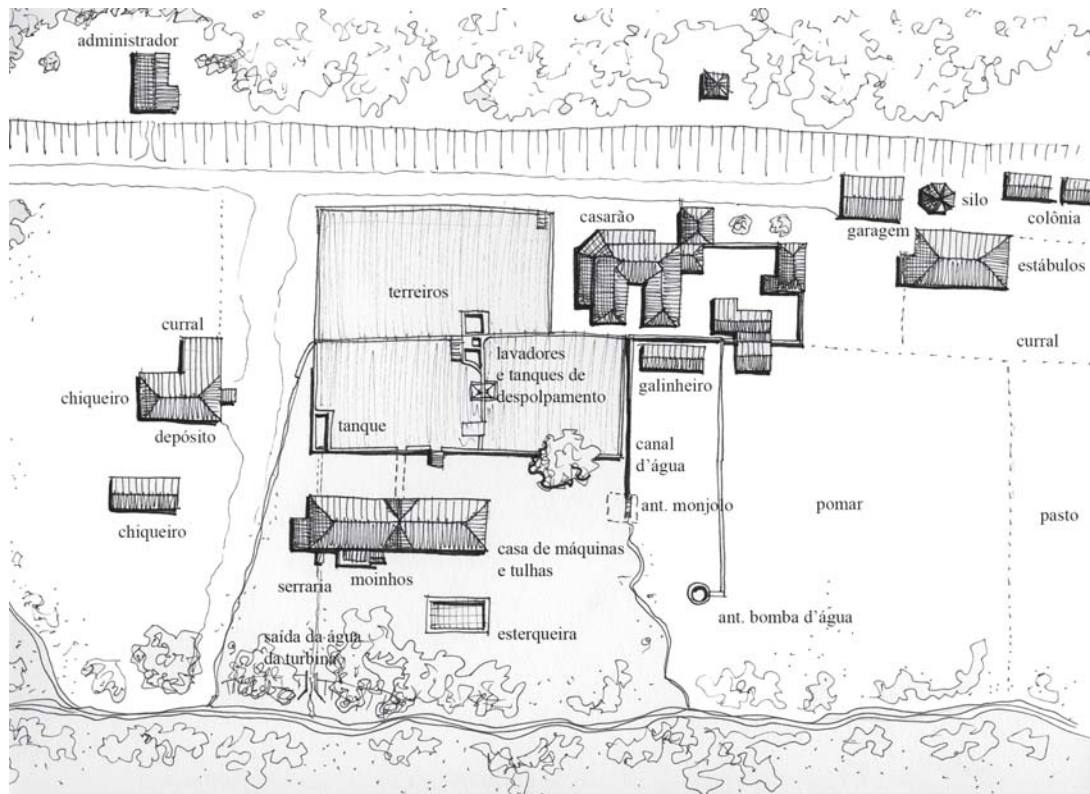 administrador
casarão
silo
garagem
colônia
estábulos
terreiros
curral
curral
lavadores
e tanques de
despolpamento
galinheiro
chiqueiro
depósito
tanque
canal
d'água
ant. monjolo
pomar
pasto
chiqueiro
casa de máquinas
e tulhas
serraria
moinhos
ant. bomba d'água
esterqueira
saída da água
da turbina